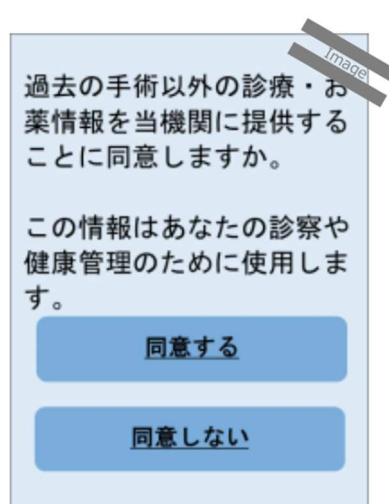 Image
過去の手術以外の診療・お
薬情報を当機関に提供する
ことに同意しますか。
この情報はあなたの診察や
健康管理のために使用しま
す。
同意する
同意しない